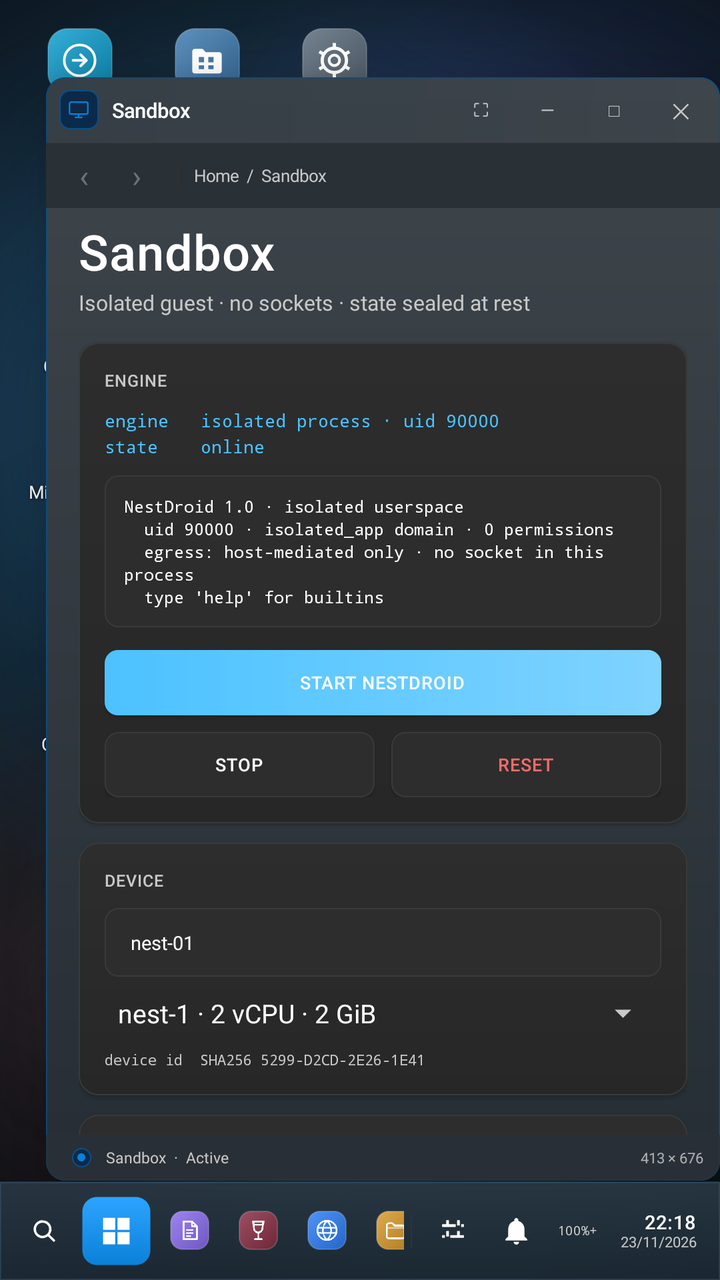 Sandbox
Home / Sandbox
Sandbox
Isolated guest · no sockets · state sealed at rest
ENGINE
engine isolated process · uid 90000
state online
NestDroid 1.0 · isolated userspace
uid 90000 · isolated_app domain · 0 permissions
egress: host-mediated only · no socket in this
process
type 'help' for builtins
START NESTDROID
STOP
RESET
DEVICE
nest-01
nest-1 · 2 vCPU · 2 GiB
device id SHA256 5299-D2CD-2E26-1E41
Mi
Sandbox · Active
413 × 676
100%+
22:18
23/11/2026